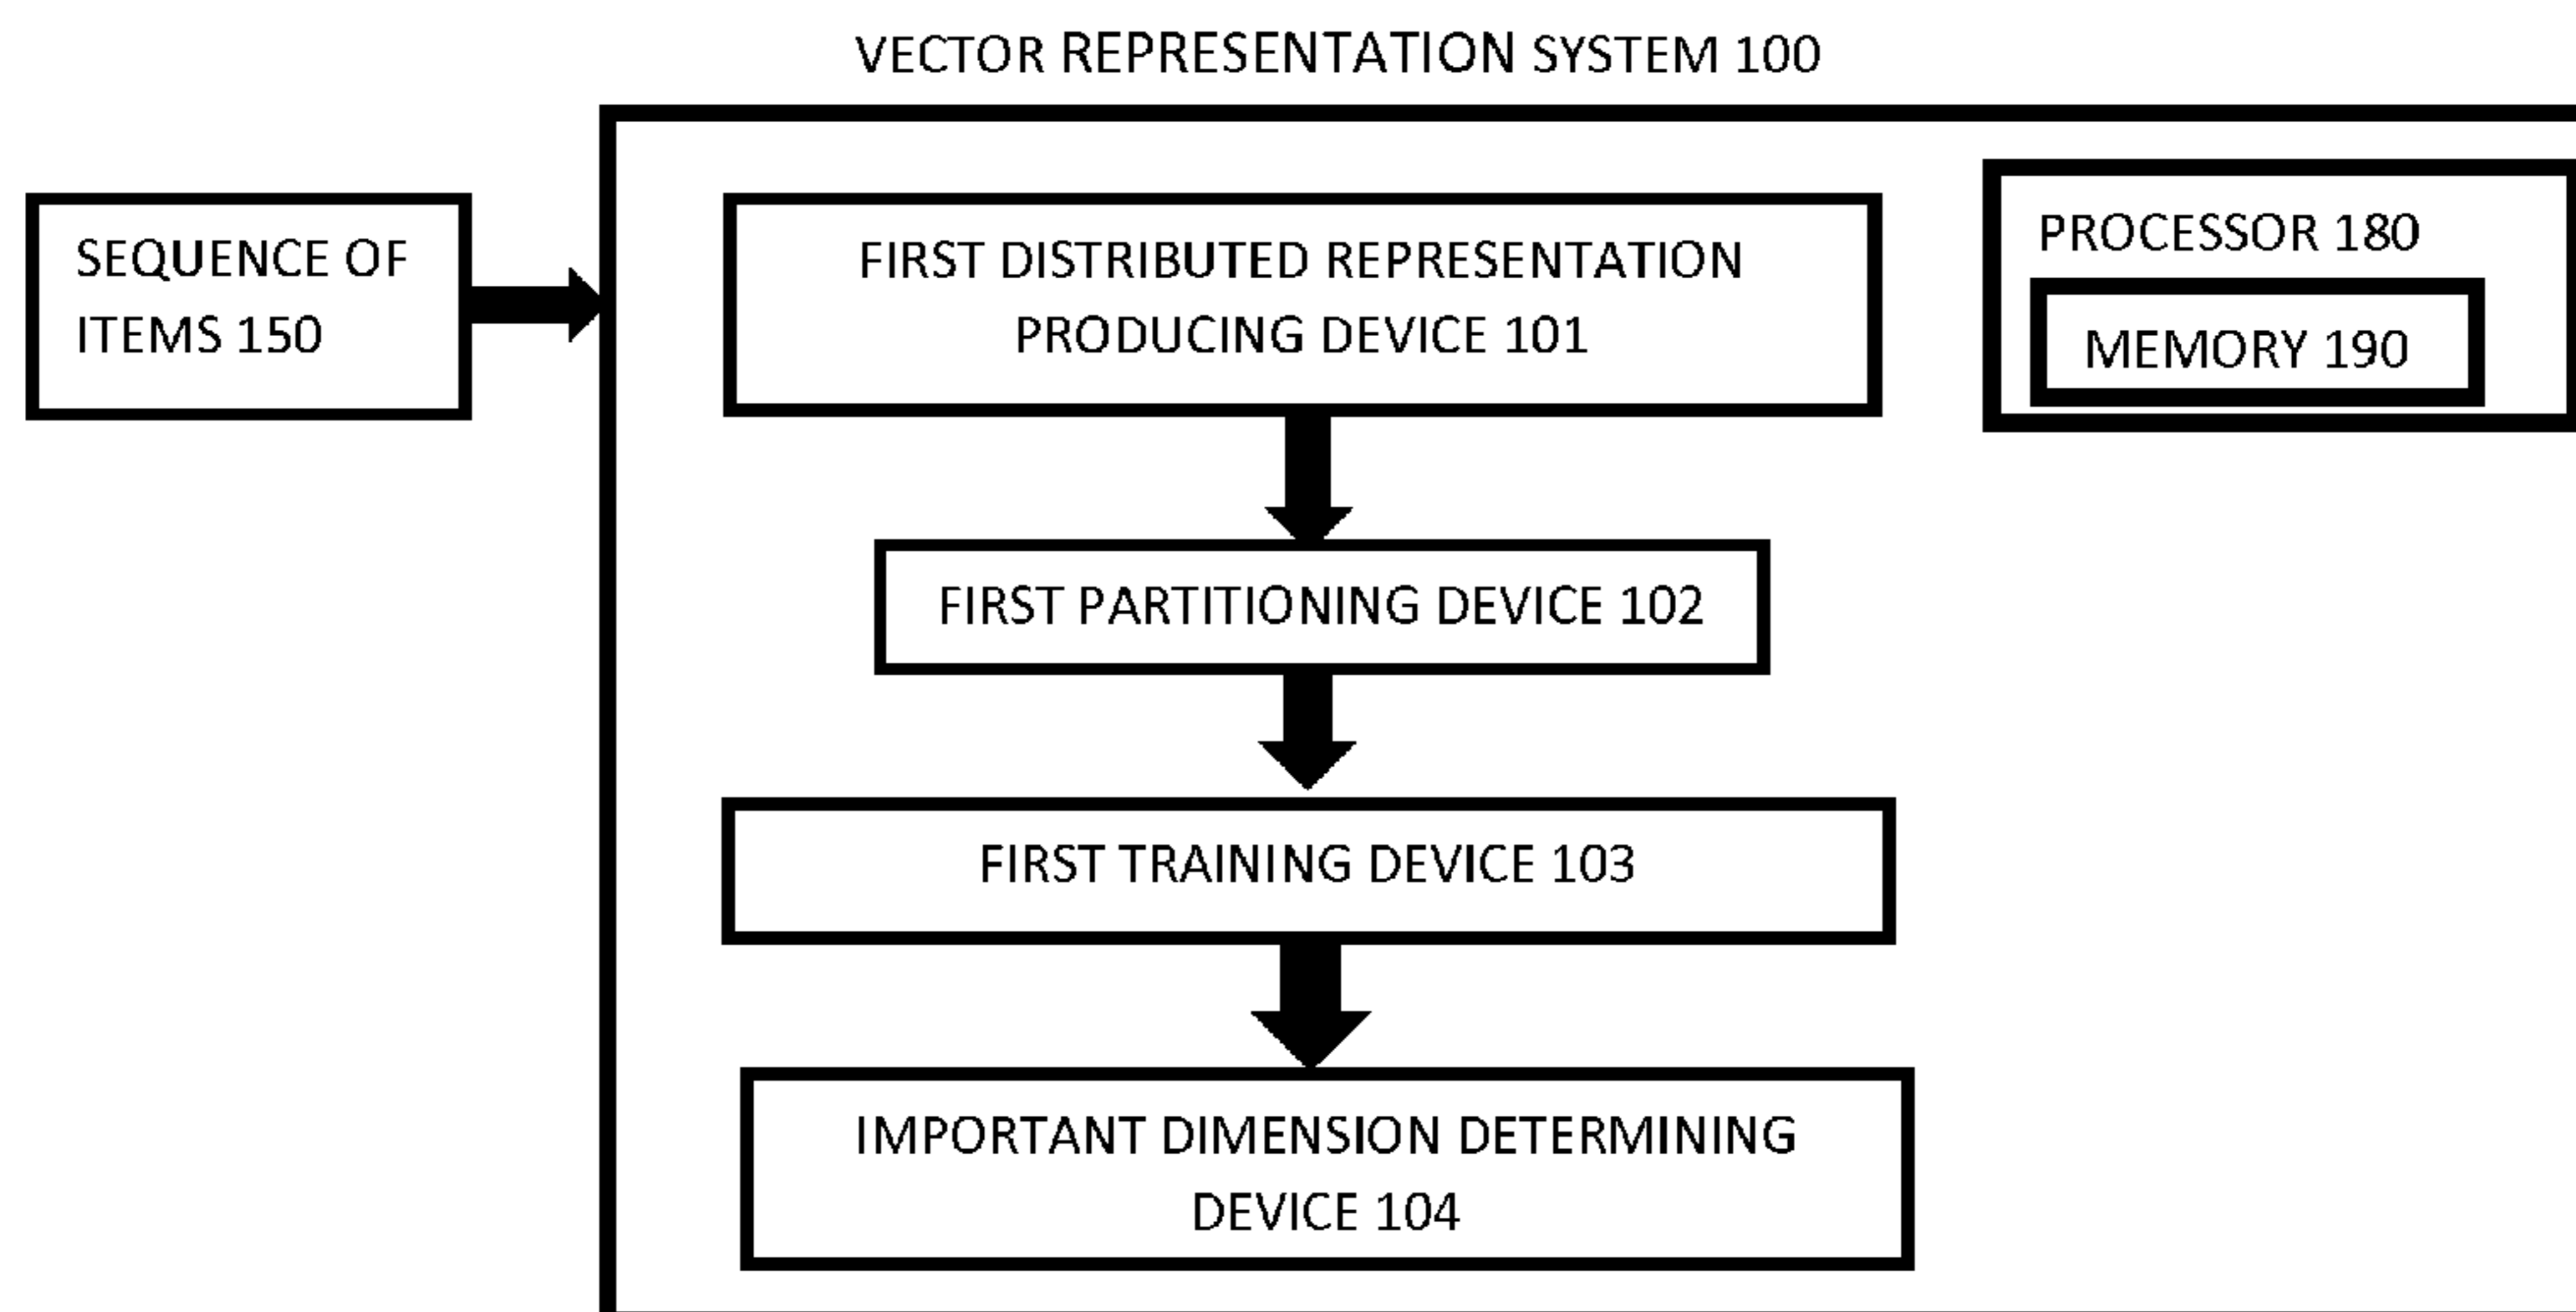 VECTOR REPRESENTATION SYSTEM 100
SEQUENCE OF
ITEMS 150
FIRST DISTRIBUTED REPRESENTATION
PRODUCING DEVICE 101
PROCESSOR 180
MEMORY 190
FIRST PARTITIONING DEVICE 102
FIRST TRAINING DEVICE 103
IMPORTANT DIMENSION DETERMINING
DEVICE 104